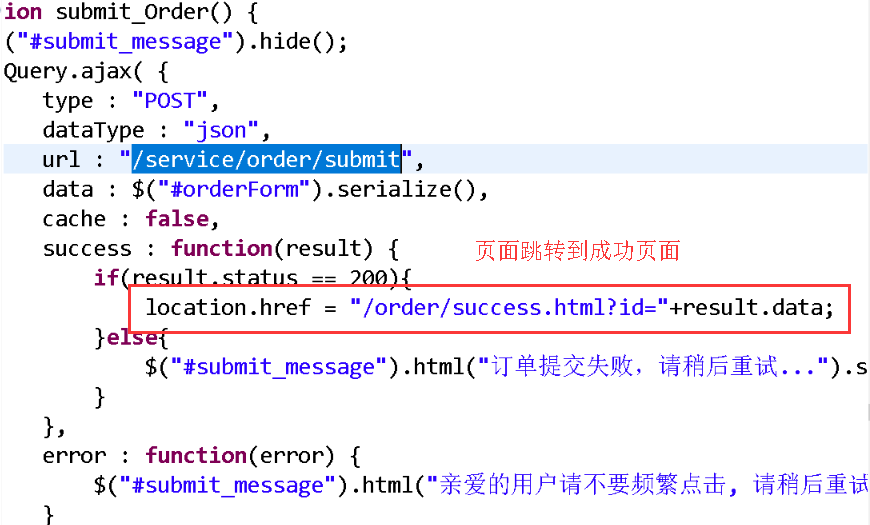 ion submit_Order() {
("#submit_message").hide();
Query.ajax( {
type : "POST",
dataType : "json",
url : "/service/order/submit",
data : $("#orderForm").serialize(),
cache : false,
success : function(result) { 页面跳转到成功页面
if(result.status == 200){
location.href = "/order/success.html?id="+result.data;
}else{
$("#submit_message").html("订单提交失败，请稍后重试...").s
}
},
error : function(error) {
$("#submit_message").html("亲爱的用户请不要频繁点击, 请稍后重试
}